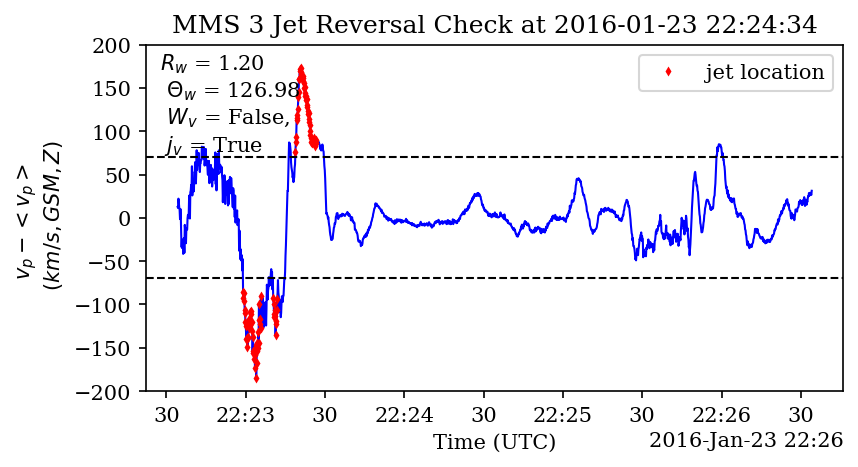 MMS 3 Jet Reversal Check at 2016-01-23 22:24:34
R_w = 1.20
Θ_w = 126.98
W_v = False,
j_v = True
jet location
v_p − < v_p >
(km/s, GSM, Z)
200
150
100
50
0
−50
−100
−150
−200
30 22:23 30 22:24 30 22:25 30 22:26 30
Time (UTC)
2016-Jan-23 22:26